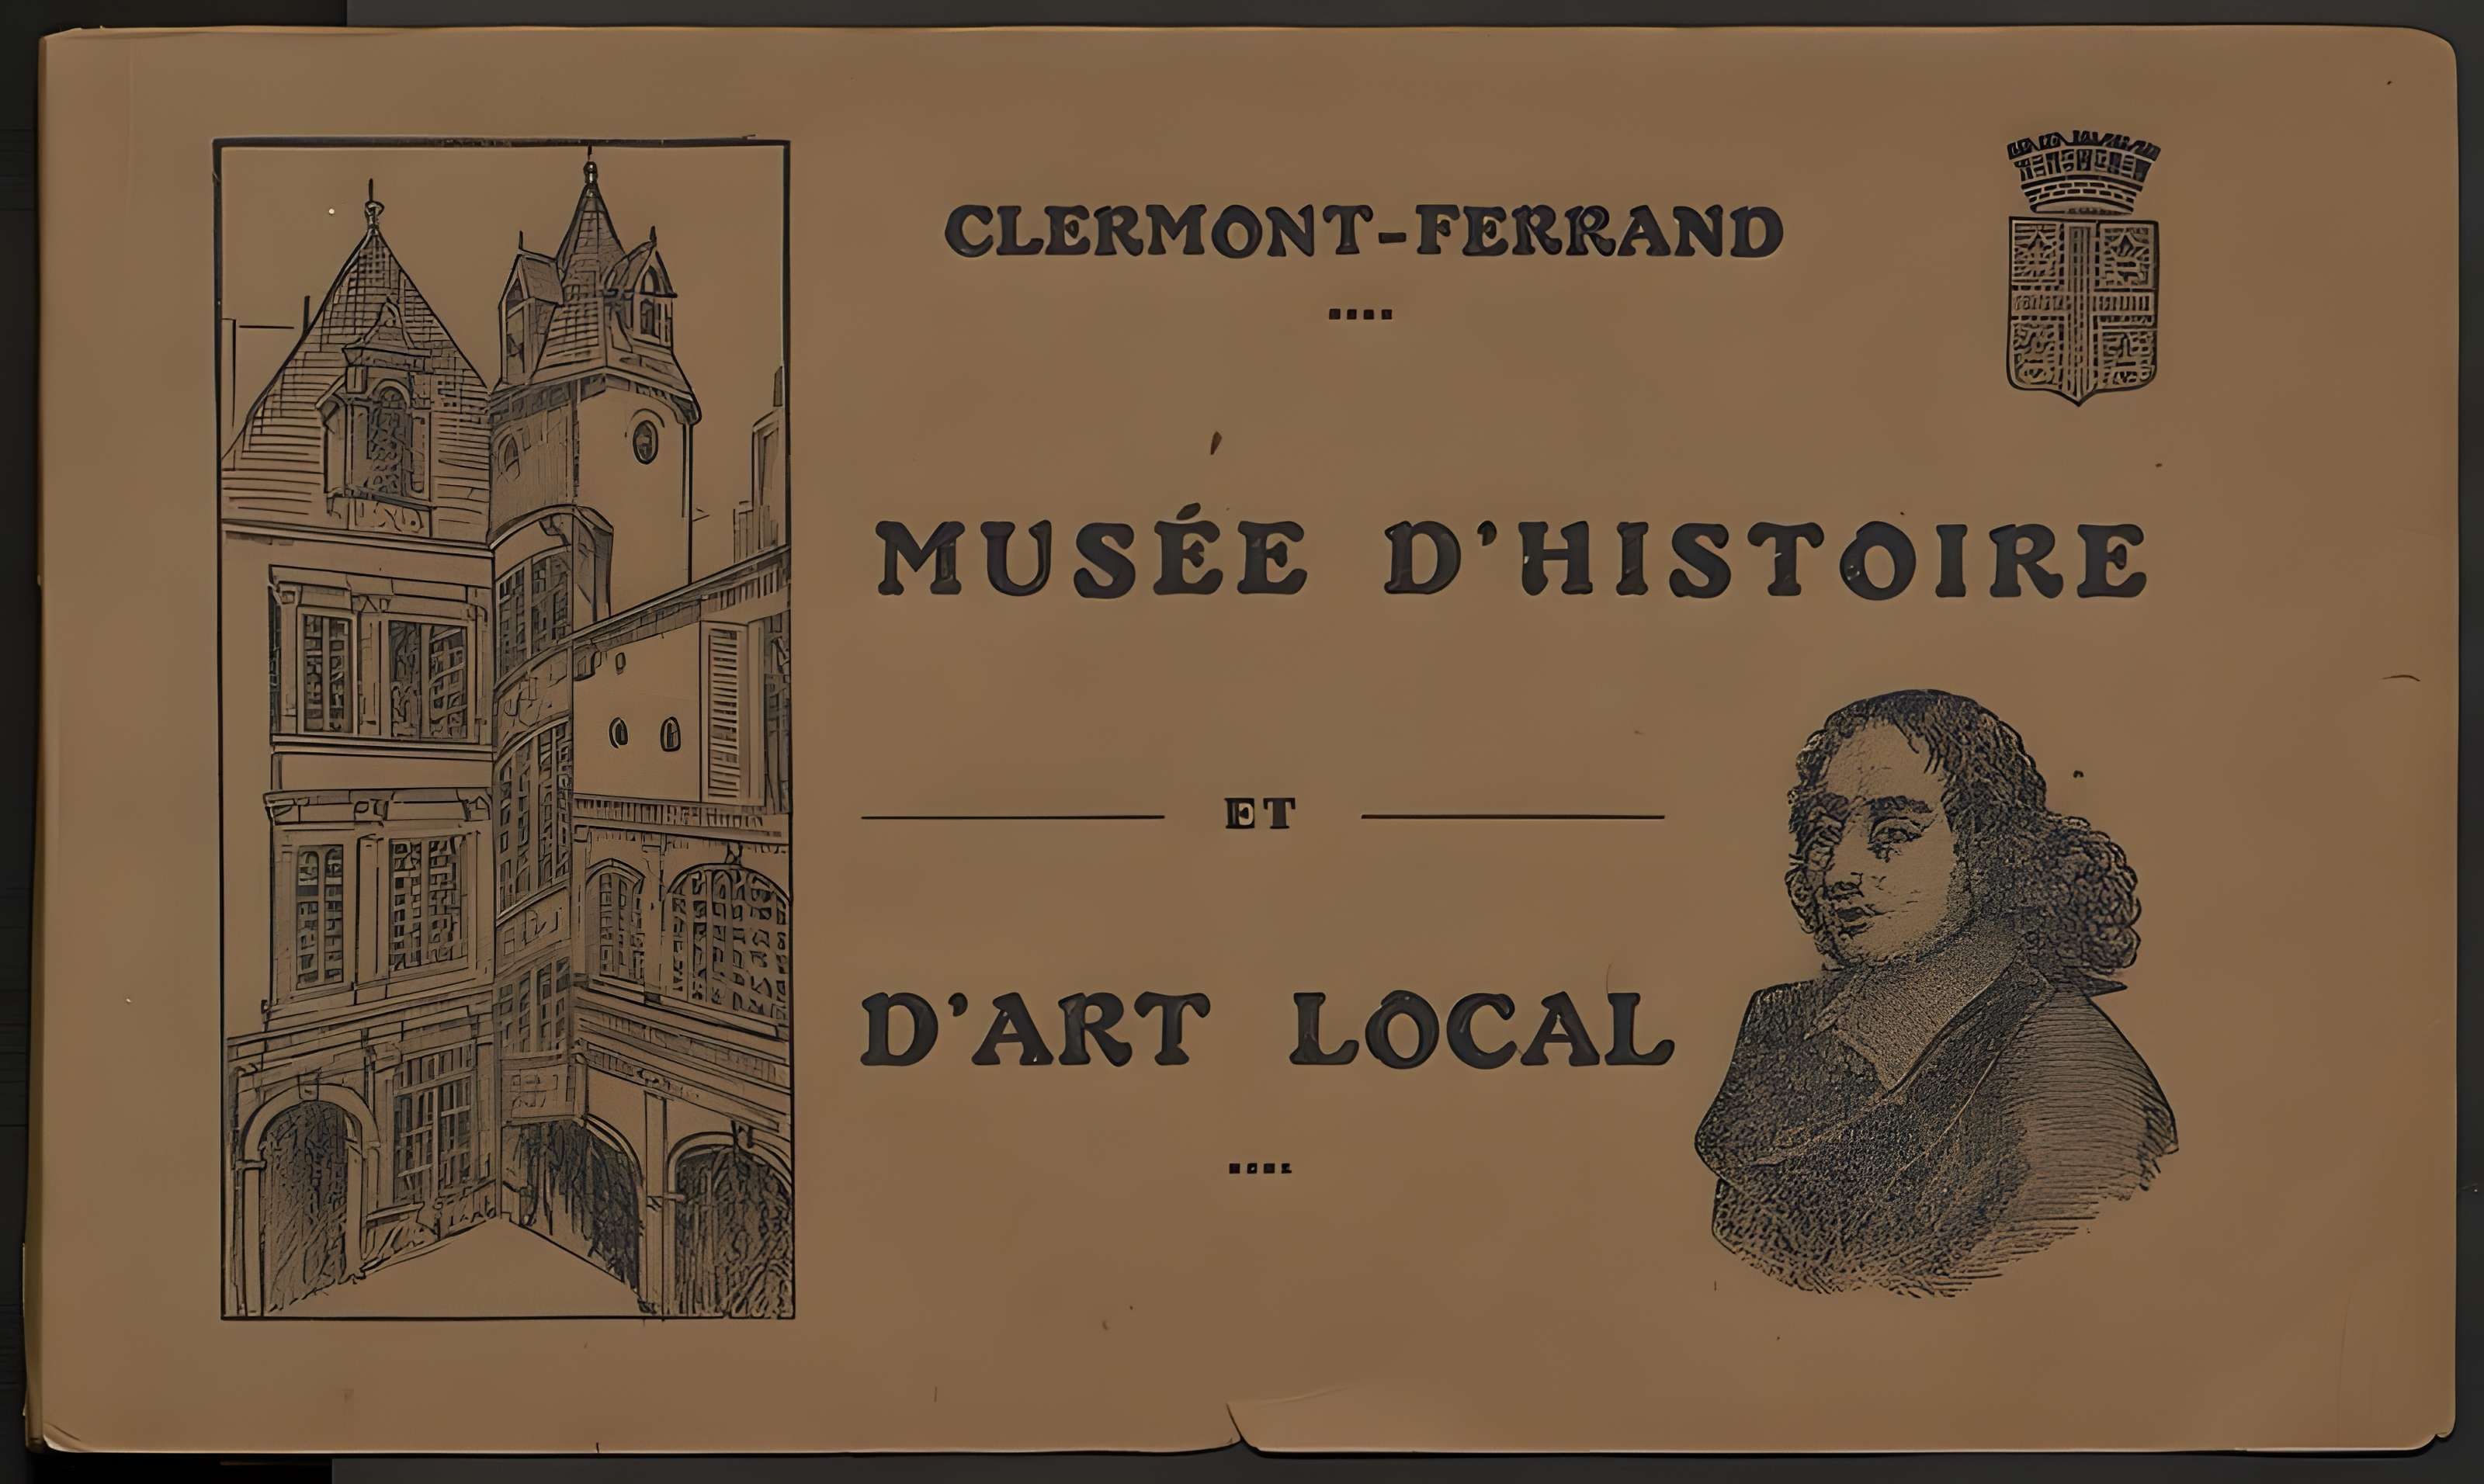 CLERMONT-FERRAND
MUSÉE D'HISTOIRE
ET
D'ART LOCAL